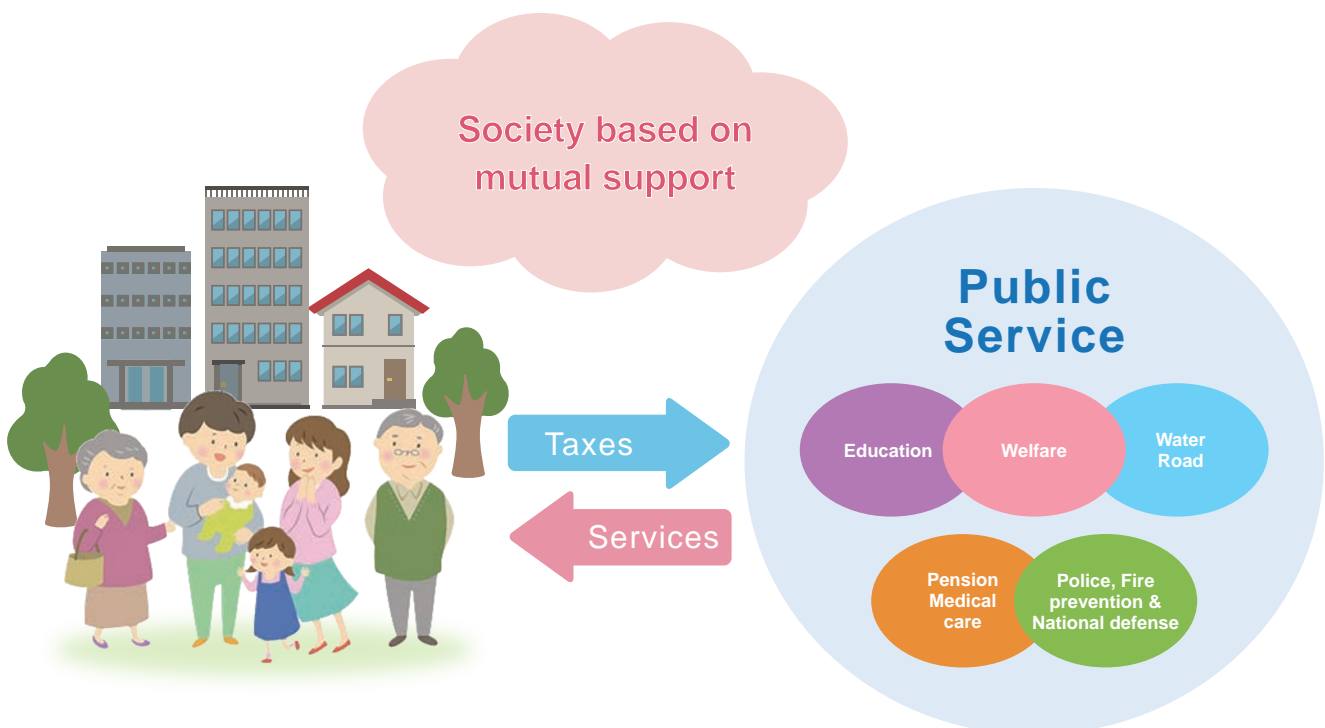 Society based on
mutual support
Public
Service
Taxes
Services
Education
Welfare
Water
Road
Pension
Medical
care
Police, Fire
prevention &
National defense